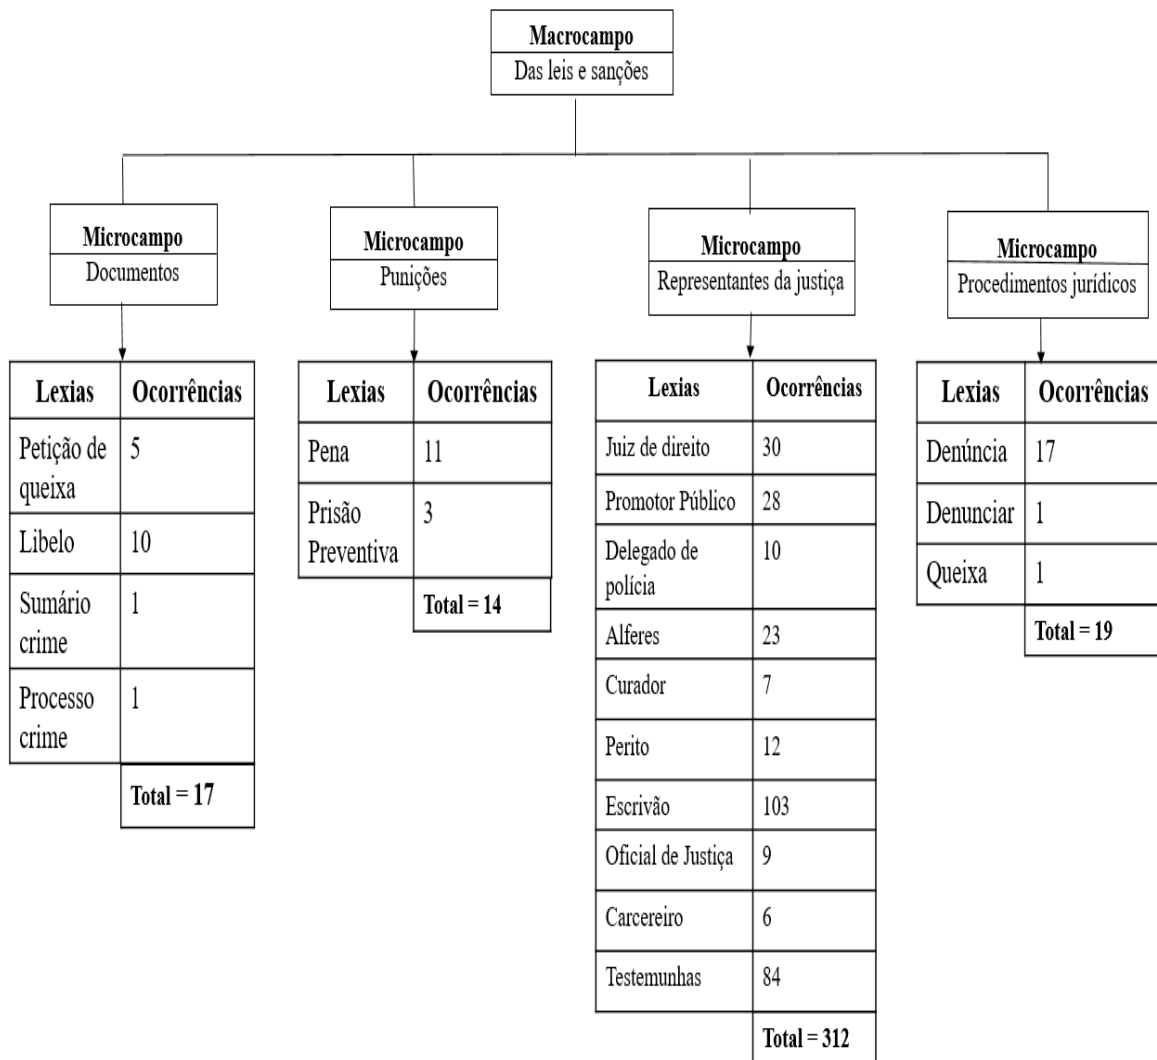 Macrocampo
Das leis e sanções
Microcampo
Documentos
Lexias Ocorrências
Petição de
queixa
5
Libelo 10
Sumário
crime
1
Processo
crime
1
Total = 17
Microcampo
Punições
Lexias Ocorrências
Pena 11
Prisão
Preventiva
3
Total = 14
Microcampo
Representantes da justiça
Lexias Ocorrências
Juiz de direito 30
Promotor Público 28
Delegado de
polícia
10
Alferes 23
Curador 7
Perito 12
Escrivão 103
Oficial de Justiça 9
Carcereiro 6
Testemunhas 84
Total = 312
Microcampo
Procedimentos jurídicos
Lexias Ocorrências
Denúncia 17
Denunciar 1
Queixa 1
Total = 19